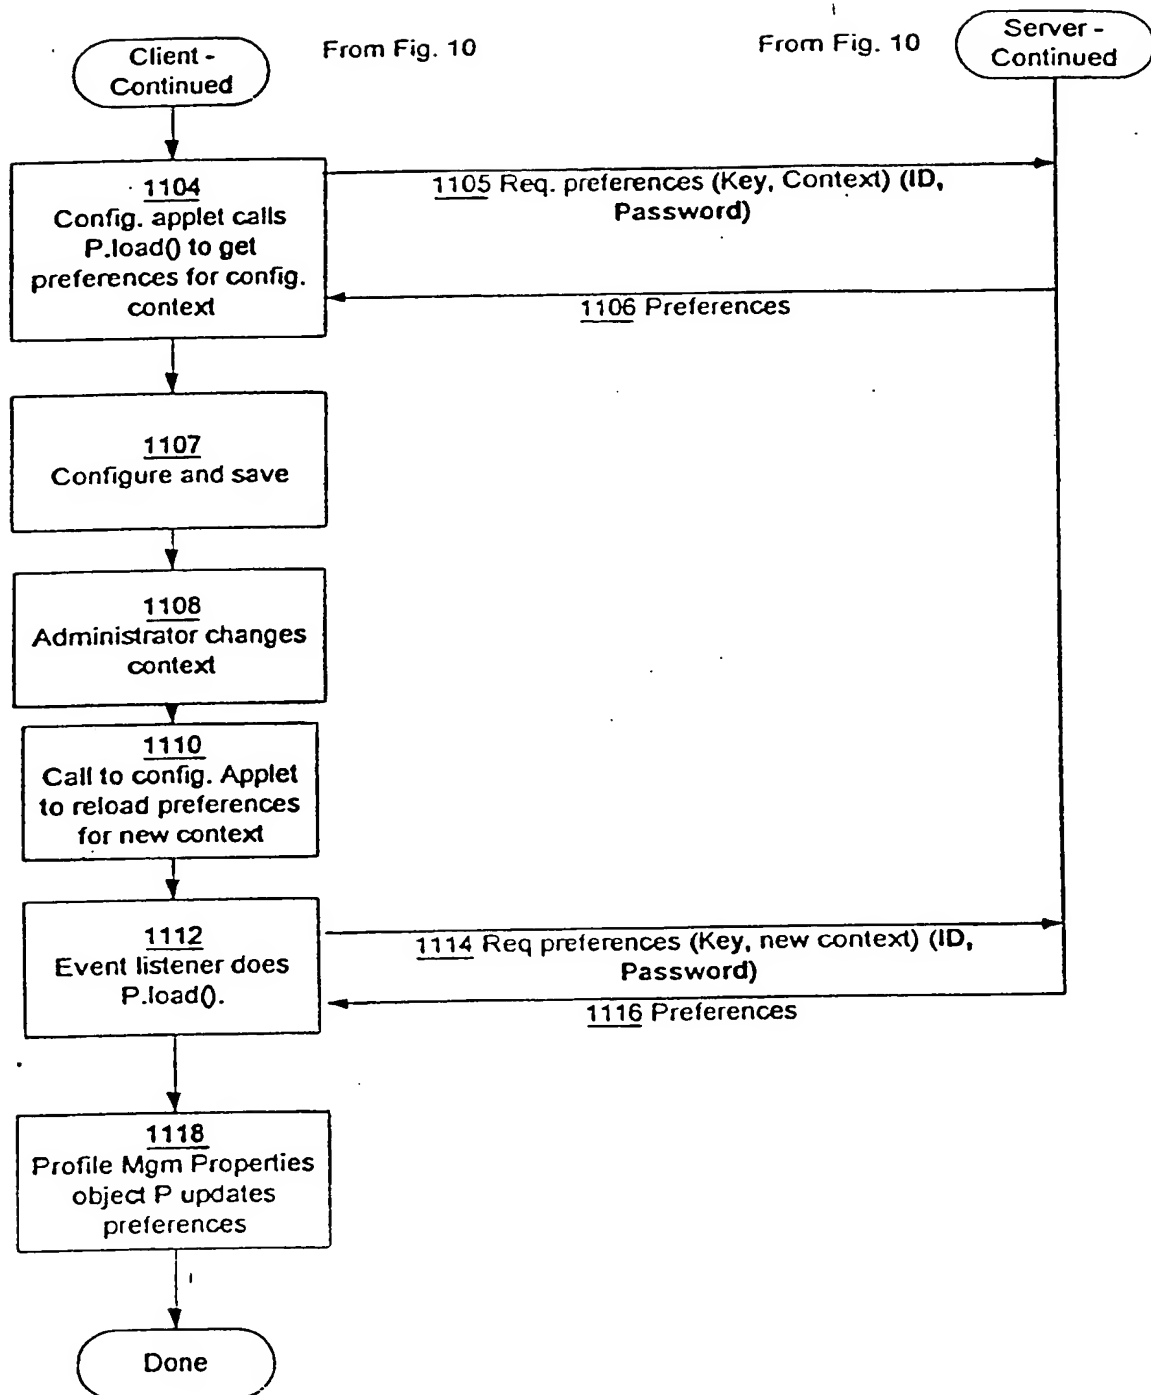 Client -
Continued
From Fig. 10
From Fig. 10
Server -
Continued
1104
Config. applet calls
P.load() to get
preferences for config.
context
1105 Req. preferences (Key, Context) (ID,
Password)
1106 Preferences
1107
Configure and save
1108
Administrator changes
context
1110
Call to config. Applet
to reload preferences
for new context
1112
Event listener does
P.load().
1114 Req preferences (Key, new context) (ID,
Password)
1116 Preferences
1118
Profile Mgm Properties
object P updates
preferences
Done